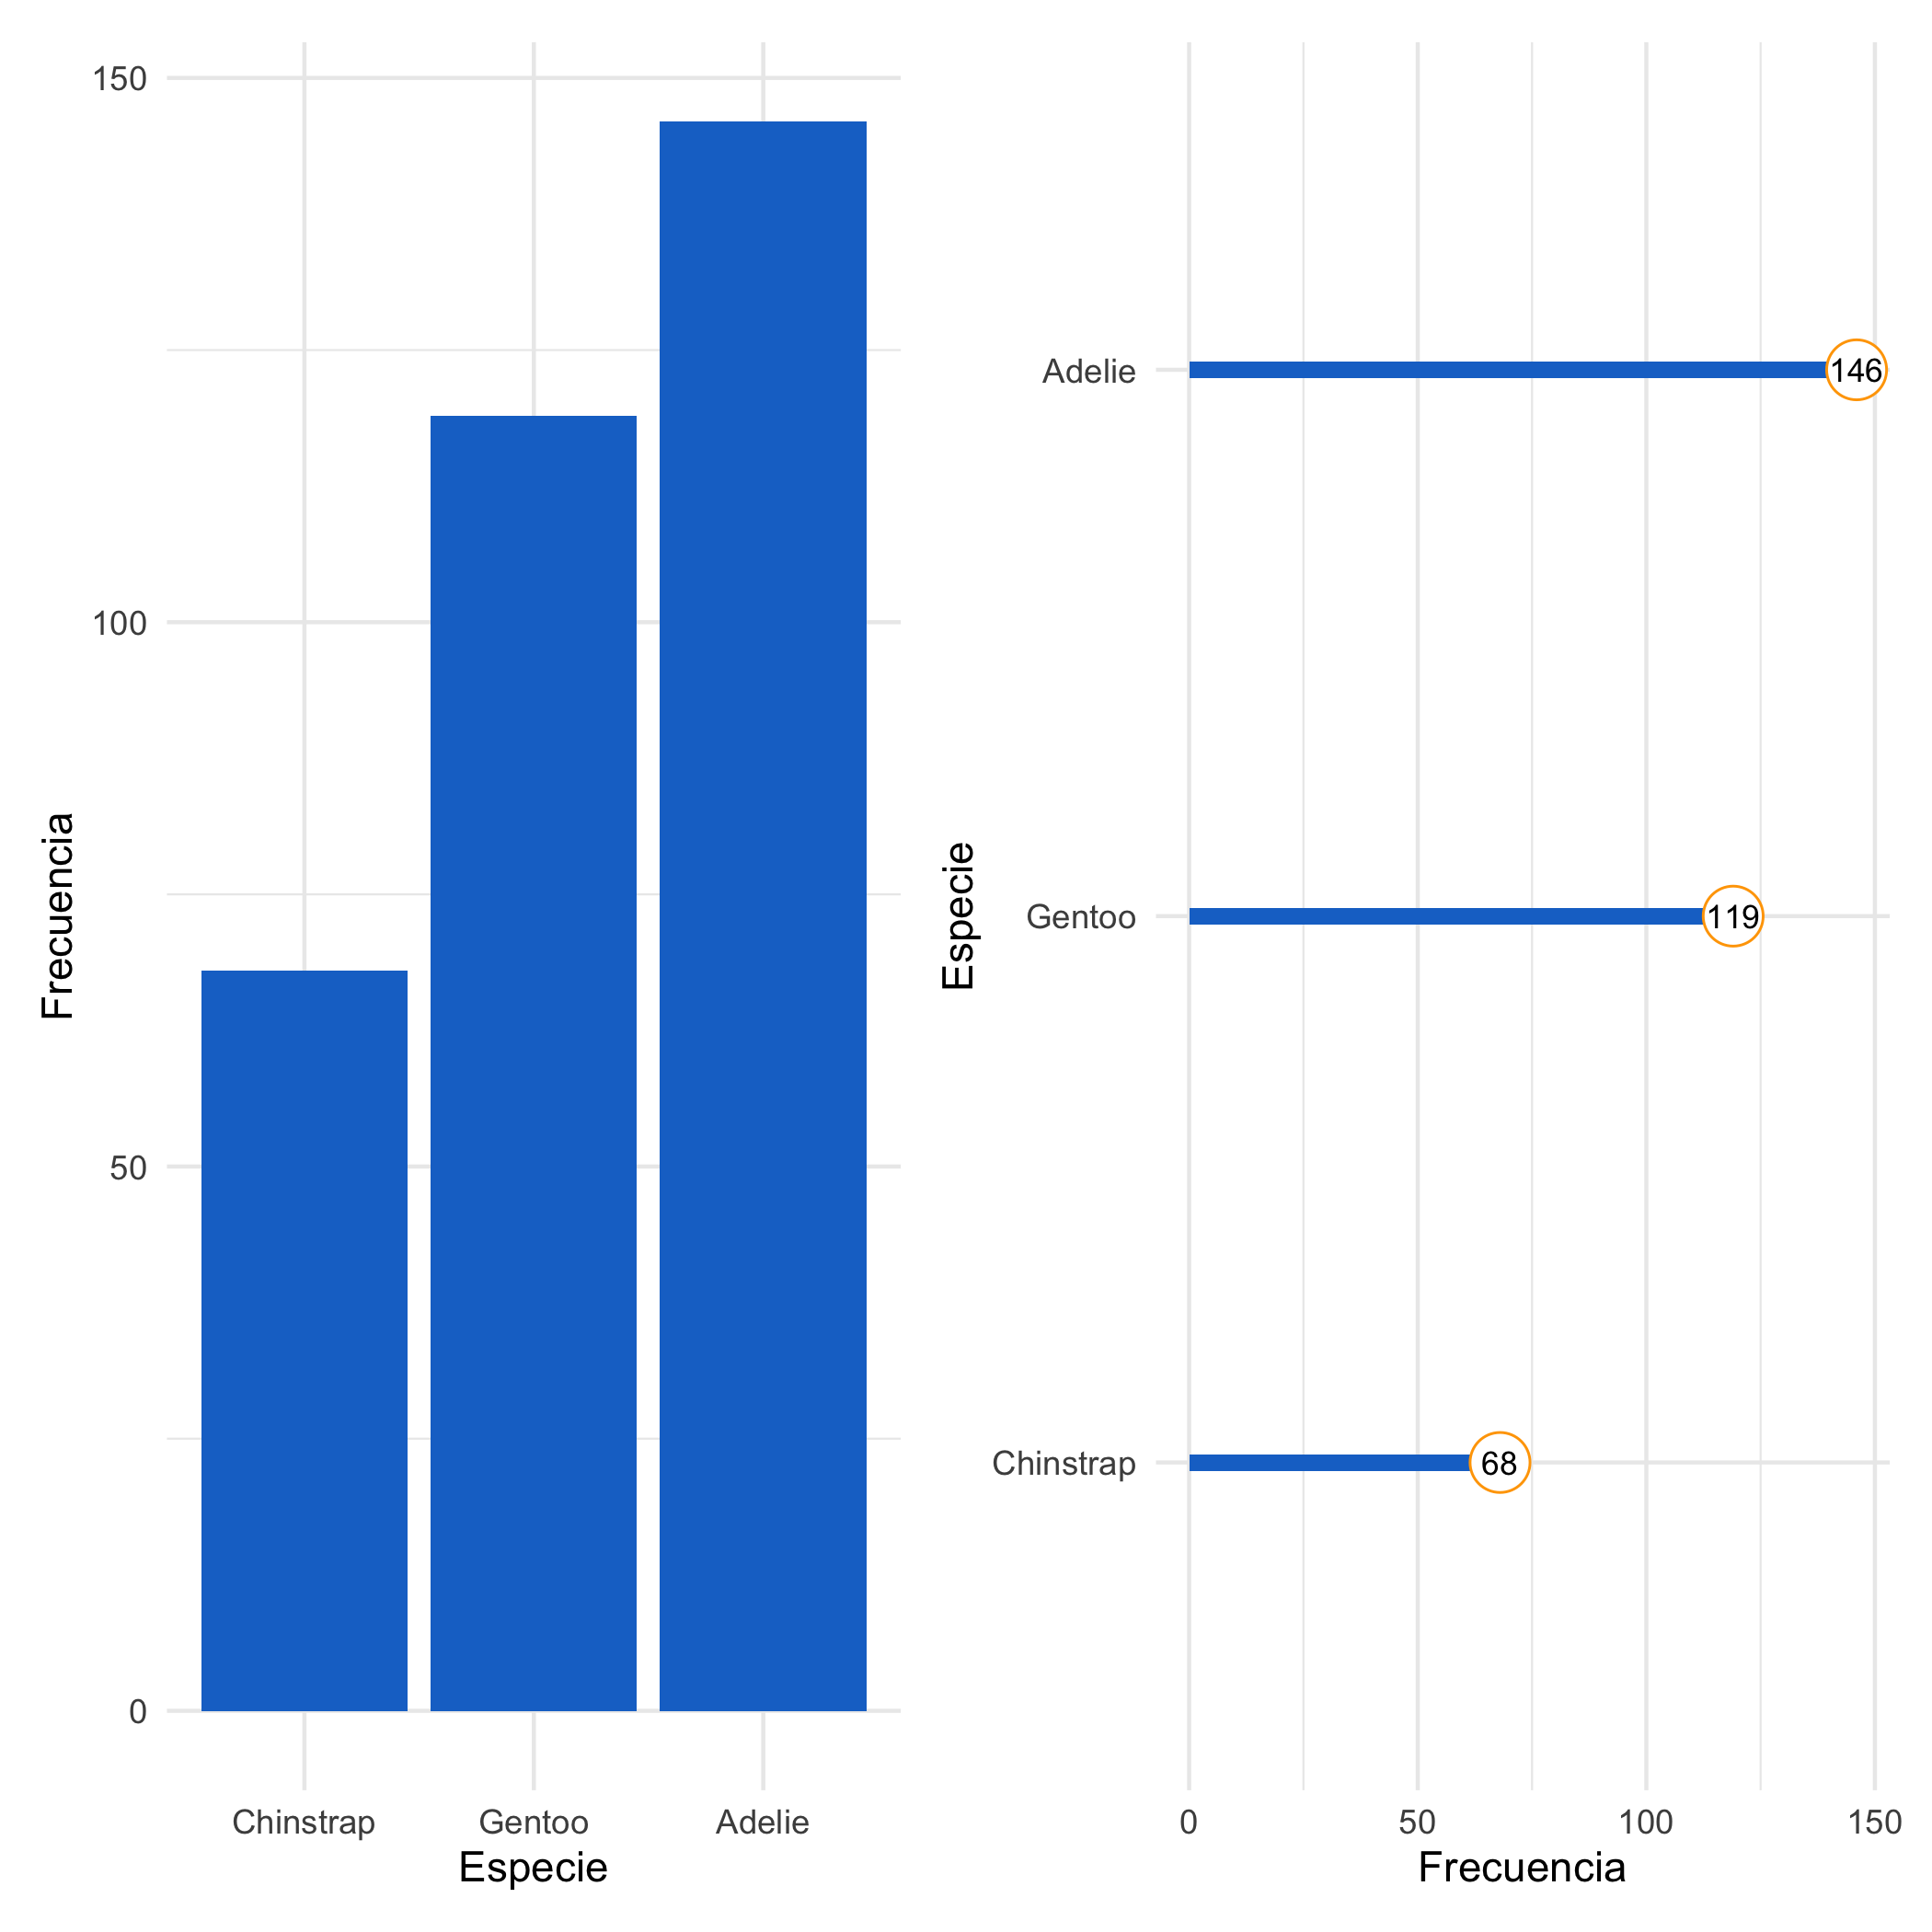 150
100
50
0
Frecuencia
Chinstrap Gentoo Adelie
Especie
Especie
Adelie
146
Gentoo
119
Chinstrap
68
0 50 100 150
Frecuencia